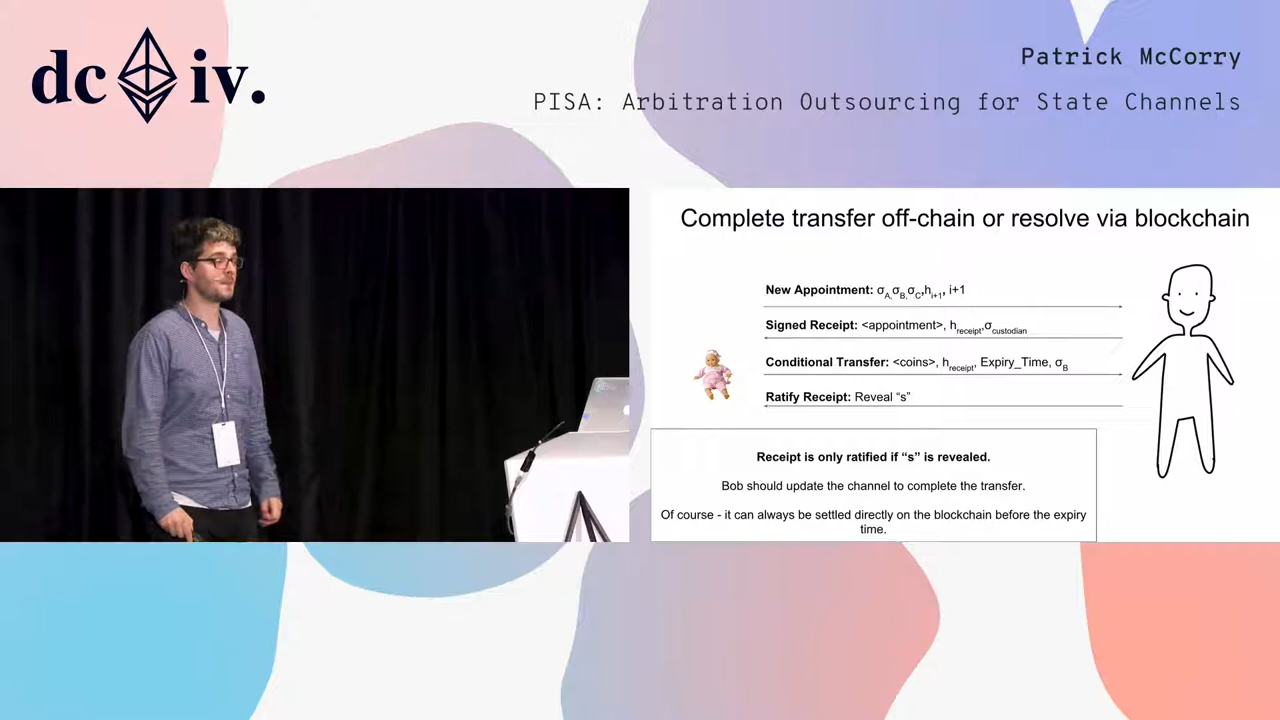 dc iv.
Patrick McCorry
PISA: Arbitration Outsourcing for State Channels
Complete transfer off-chain or resolve via blockchain
New Appointment: σA,σB,σC,hi+1, i+1
Signed Receipt: <appointment>, hreceipt,σcustodian
Conditional Transfer: <coins>, hreceipt, Expiry_Time, σB
Ratify Receipt: Reveal “s”
Receipt is only ratified if “s” is revealed.
Bob should update the channel to complete the transfer.
Of course - it can always be settled directly on the blockchain before the expiry
time.